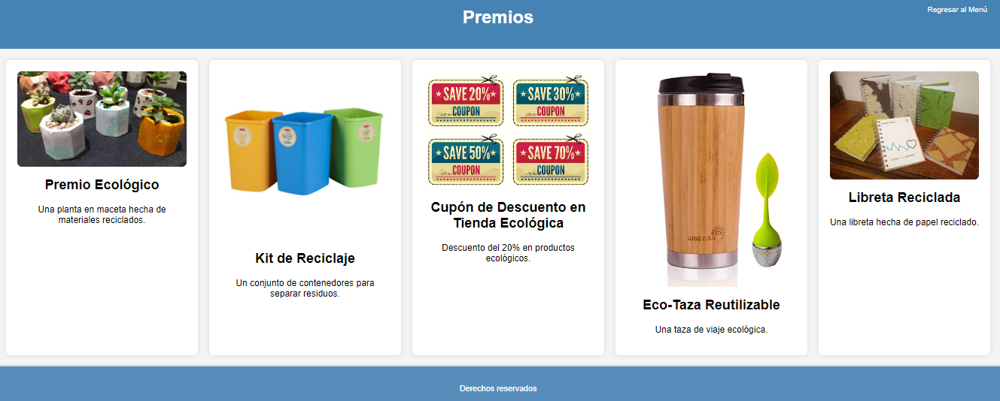 Premios
Regresar al Menú
Premio Ecológico
Una planta en maceta hecha de
materiales reciclados.
Kit de Reciclaje
Un conjunto de contenedores para
separar residuos.
SAVE 20%
COUPON
SAVE 30%
COUPON
SAVE 50%
COUPON
SAVE 70%
COUPON
Cupón de Descuento en
Tienda Ecológica
Descuento del 20% en productos
ecológicos.
wazzala
Eco-Taza Reutilizable
Una taza de viaje ecológica.
Libreta Reciclada
Una libreta hecha de papel reciclado.
Derechos reservados